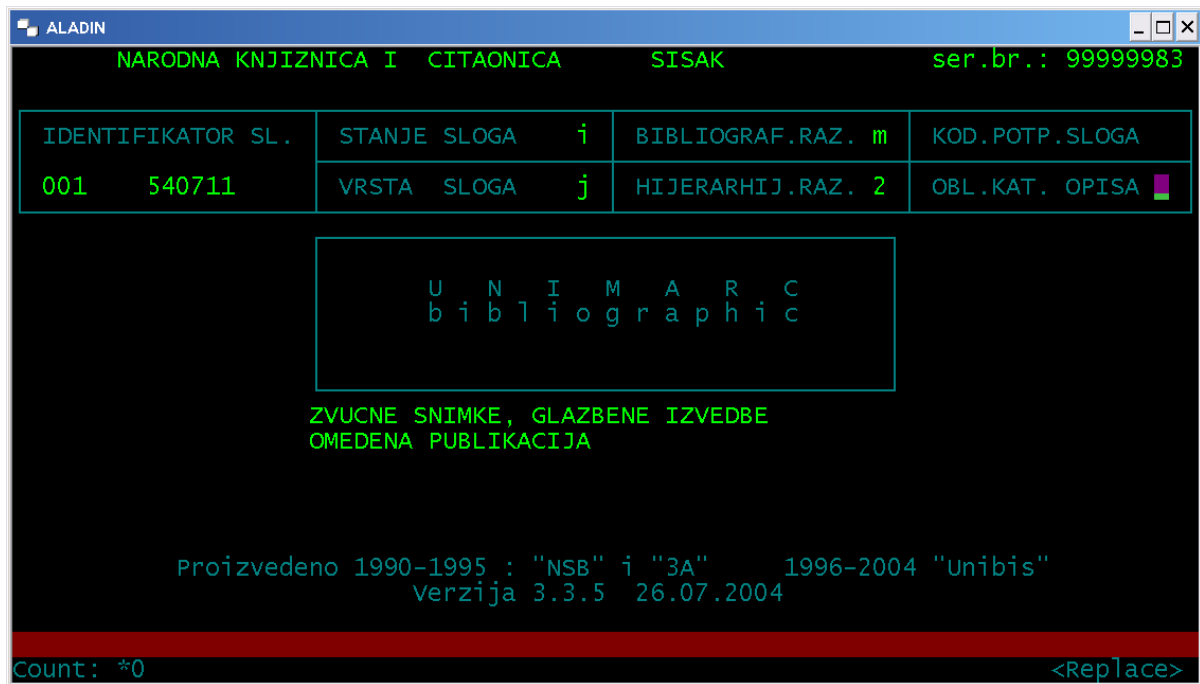 ALADIN
NARODNA KNJIZNICA I CITAONICA SISAK ser.br.: 99999983
IDENTIFIKATOR SL. STANJE SLOGA i BIBLIOGRAF.RAZ. m KOD.POTP.SLOGA
001 540711 VRSTA SLOGA j HIJERARHIJ.RAZ. 2 OBL.KAT. OPISA
U N I M A R C
b i b l i o g r a p h i c
ZVUCNE SNIMKE, GLAZBENE IZVEDBE
OMEDENA PUBLIKACIJA
Proizvedeno 1990-1995 : "NSB" i "3A" 1996-2004 "Unibis"
Verzija 3.3.5 26.07.2004
Count: *0 <Replace>